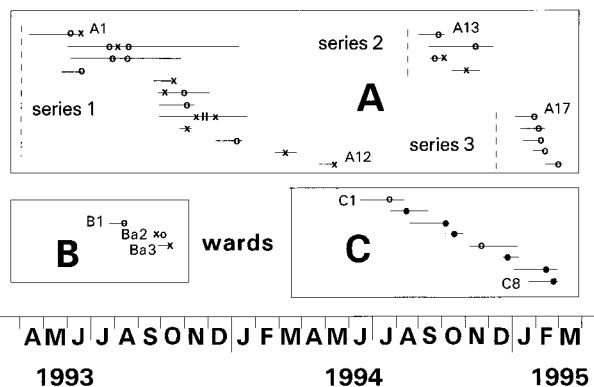 A1
A13
series 2
A
series 1
A17
series 3
A12
B1
Ba2
Ba3
B
wards
C1
C
C8
A M J J A S O N D J F M A M J J A S O N D J F M
1993 1994 1995